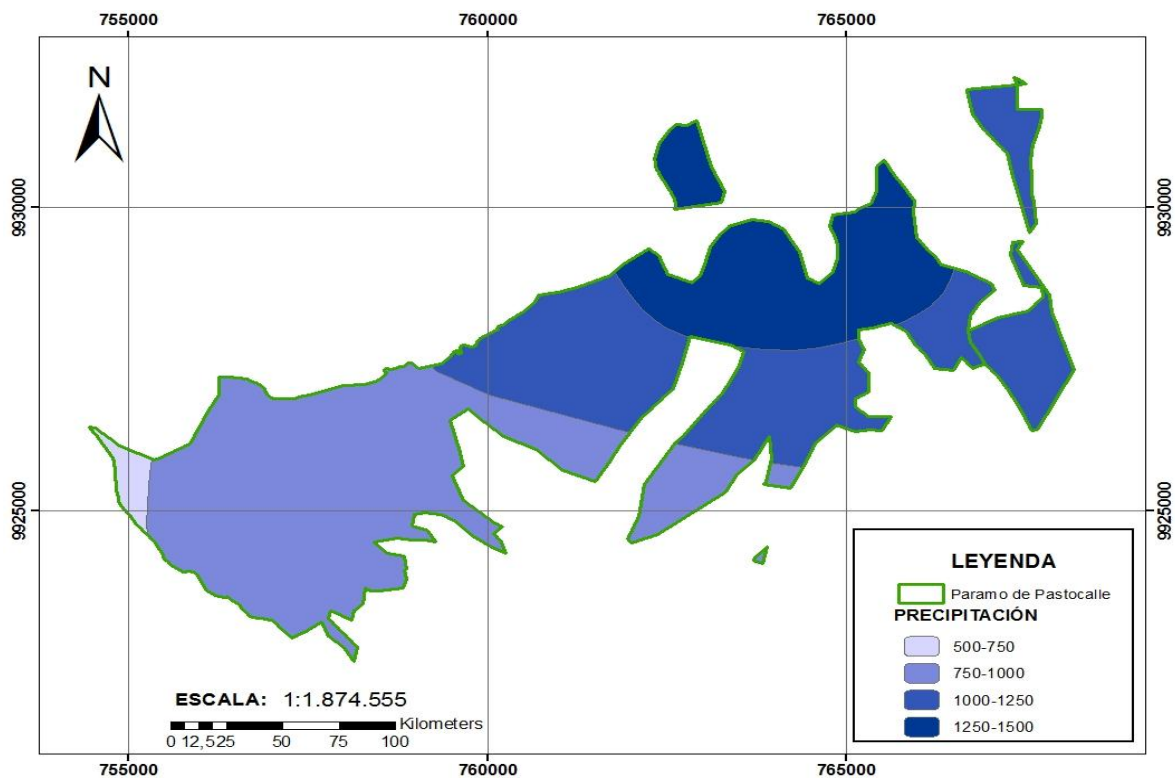 755000 760000 765000
N
9930000 9930000
9925000 9925000
LEYENDA
Paramo de Pastocalle
PRECIPITACIÓN
500-750
750-1000
1000-1250
1250-1500
ESCALA: 1:1.874.555
Kilometers
0 12,525 50 75 100
755000 760000 765000